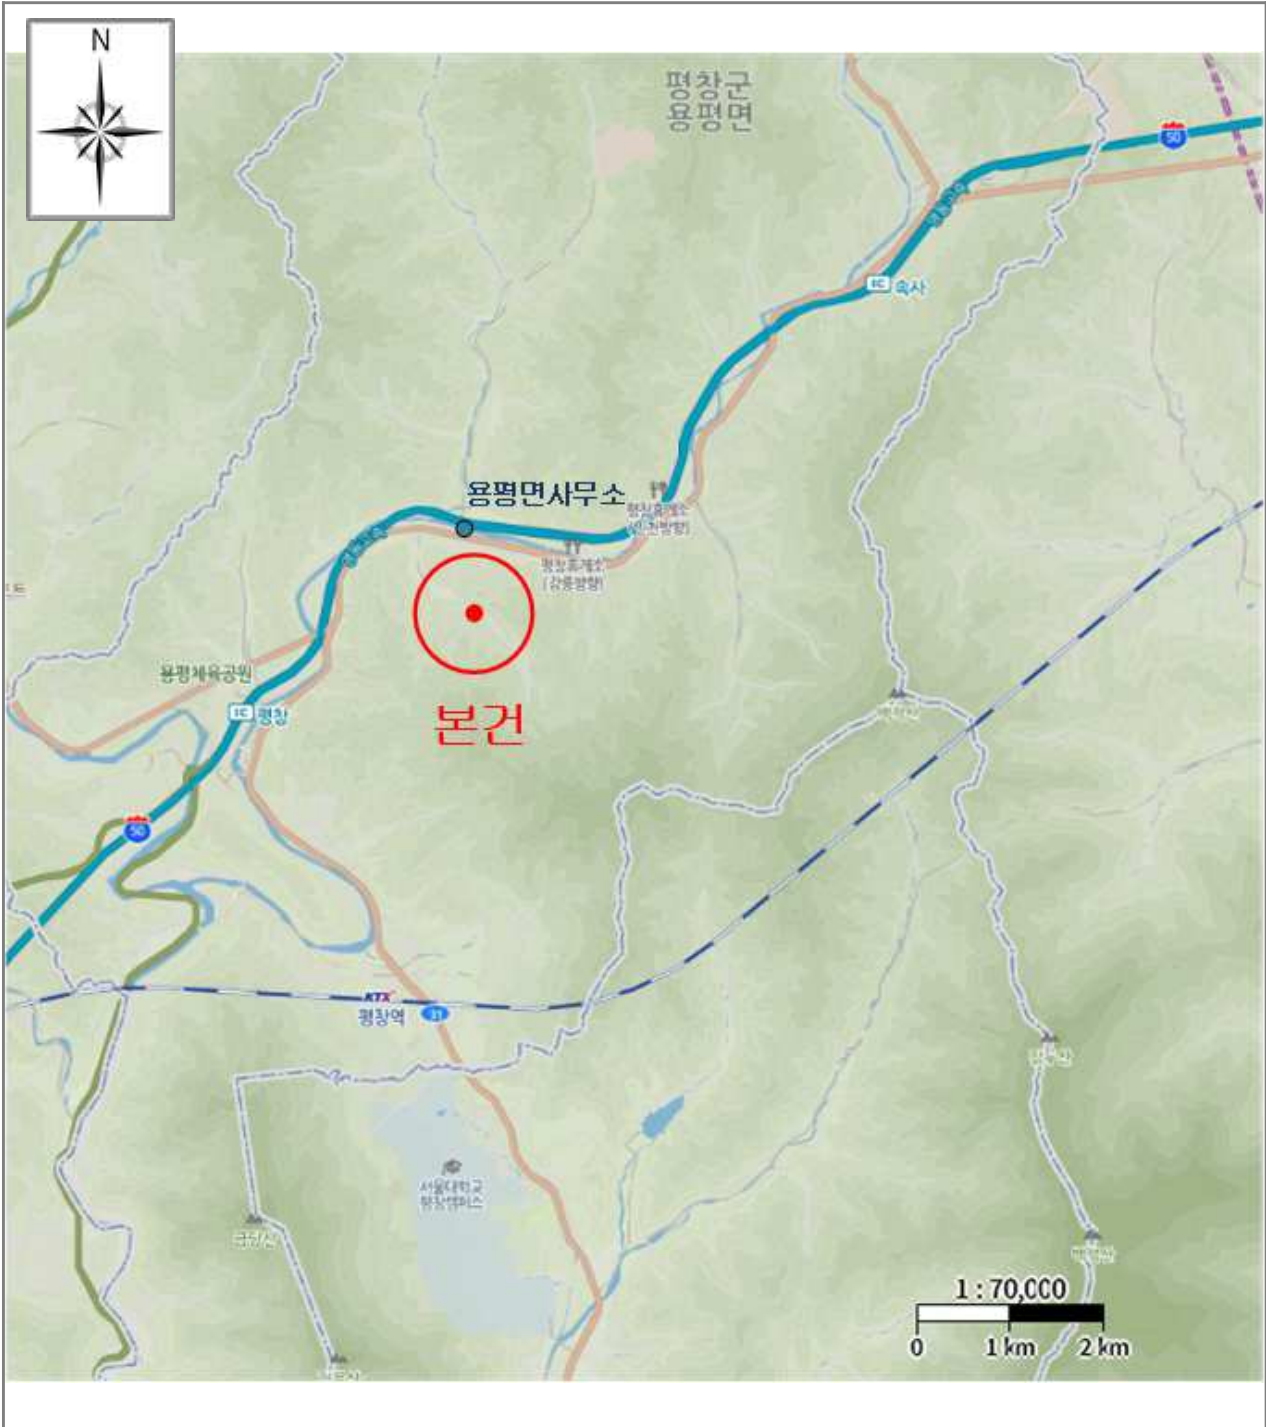 N
평창군
용평면
50
IC 속사
용평면사무소
평창휴게소
(인천방향)
평창휴게소
(강릉방향)
용평체육공원
IC 평창
본건
50
KTX
평창역
31
서울대학교
평창캠퍼스
1 : 70,000
0 1 km 2 km